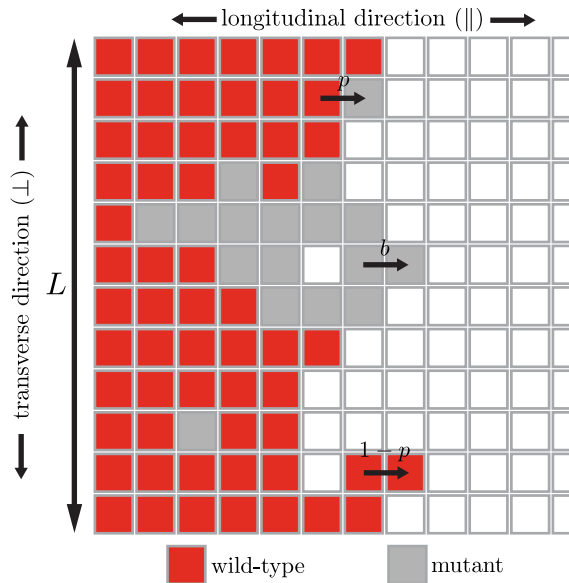 longitudinal direction (∥)
transverse direction (⊥)
L
p
b
1 − p
wild-type
mutant